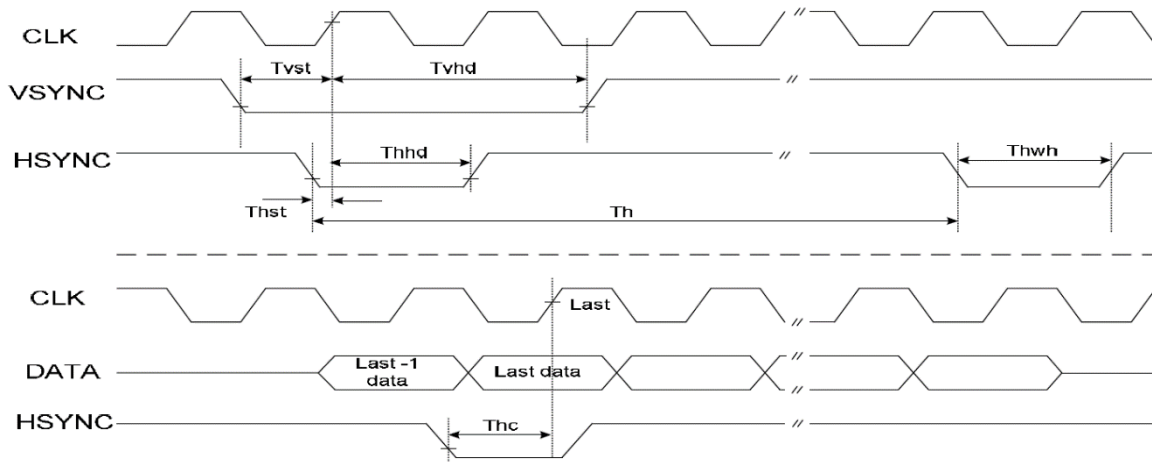 CLK
Tvst Tvhd
VSYNC
HSYNC Thhd Thwh
Thst Th
CLK Last
DATA Last -1 data Last data
HSYNC Thc